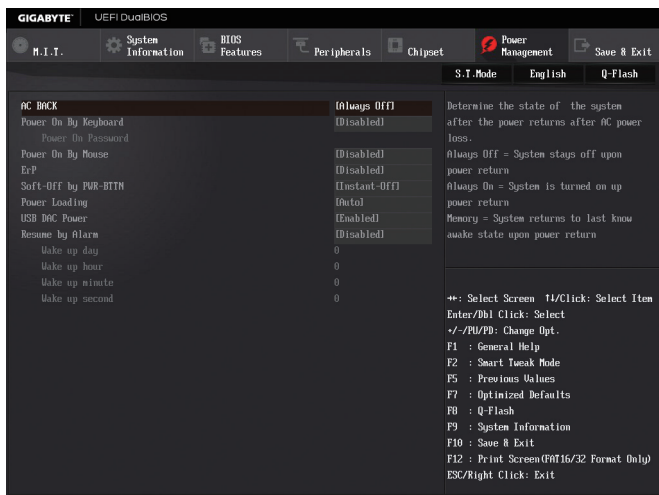 GIGABYTE™ UEFI DualBIOS
M.I.T. System Information BIOS Features Peripherals Chipset Power Management Save & Exit
S.T.Mode English Q-Flash
AC BACK [Always Off]
Power On By Keyboard [Disabled]
Power On Password
Power On By Mouse [Disabled]
ErP [Disabled]
Soft-Off by PWR-BTTN [Instant-Off]
Power Loading [Auto]
USB DAC Power [Enabled]
Resume by Alarm [Disabled]
Wake up day 0
Wake up hour 0
Wake up minute 0
Wake up second 0
Determine the state of the system
after the power returns after AC power
loss.
Always Off = System stays off upon
power return
Always On = System is turned on up
power return
Memory = System returns to last know
awake state upon power return
→←: Select Screen ↑↓/Click: Select Item
Enter/Dbl Click: Select
+/-/PU/PD: Change Opt.
F1 : General Help
F2 : Smart Tweak Mode
F5 : Previous Values
F7 : Optimized Defaults
F8 : Q-Flash
F9 : System Information
F10 : Save & Exit
F12 : Print Screen(FAT16/32 Format Only)
ESC/Right Click: Exit